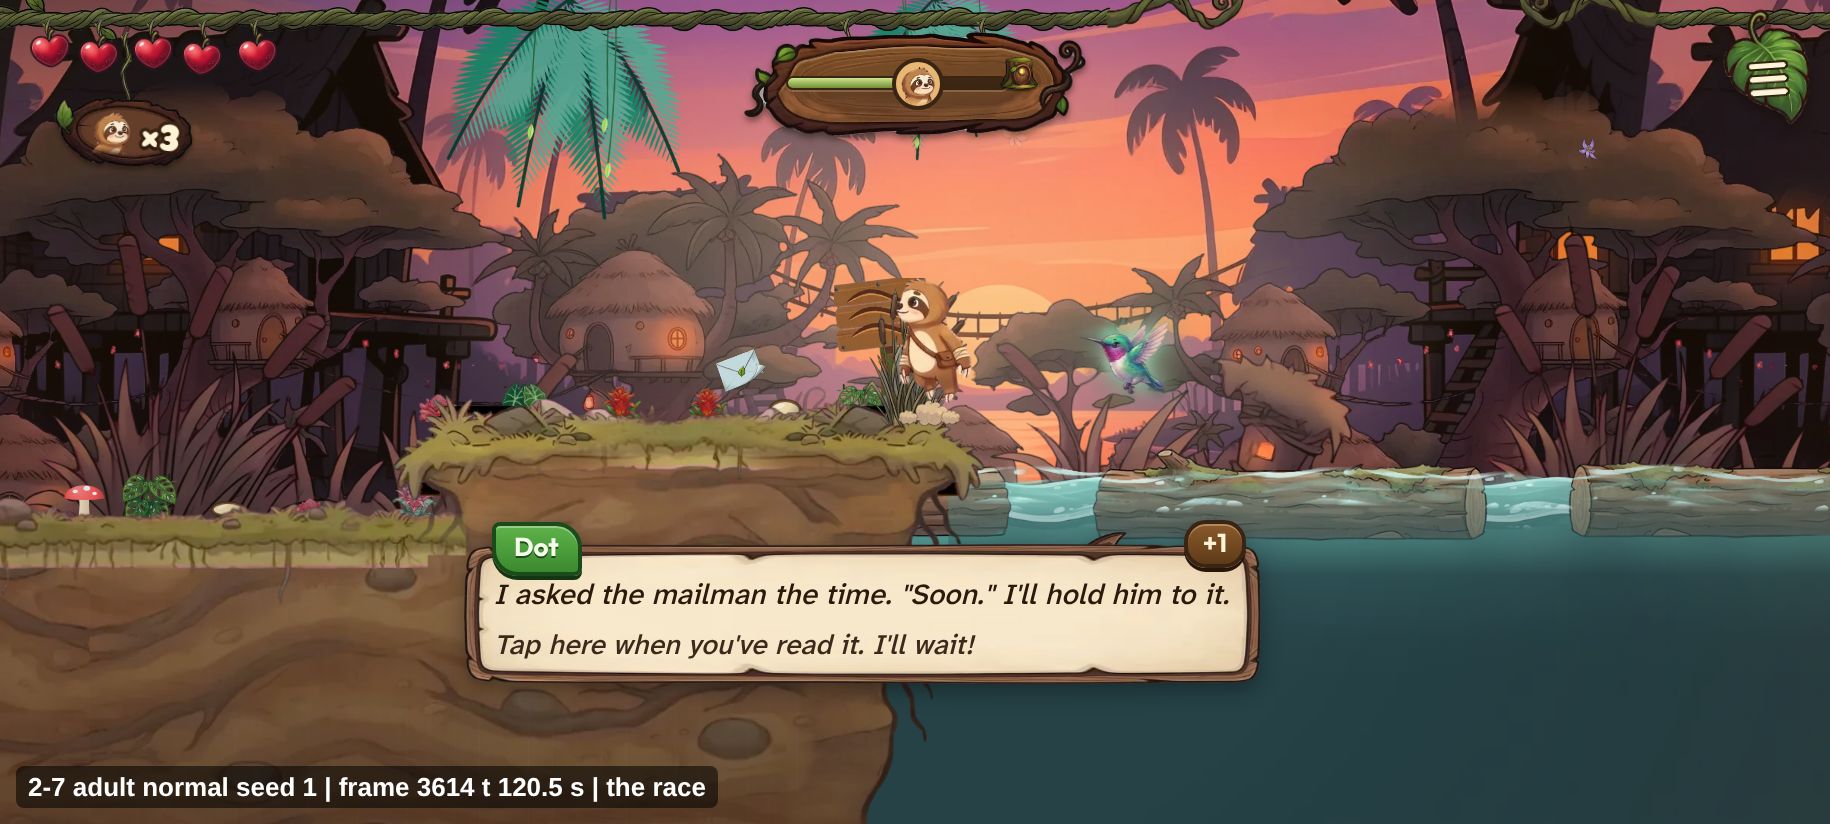 x3
Dot
+1
I asked the mailman the time. "Soon." I'll hold him to it.
Tap here when you've read it. I'll wait!
2-7 adult normal seed 1 | frame 3614 t 120.5 s | the race